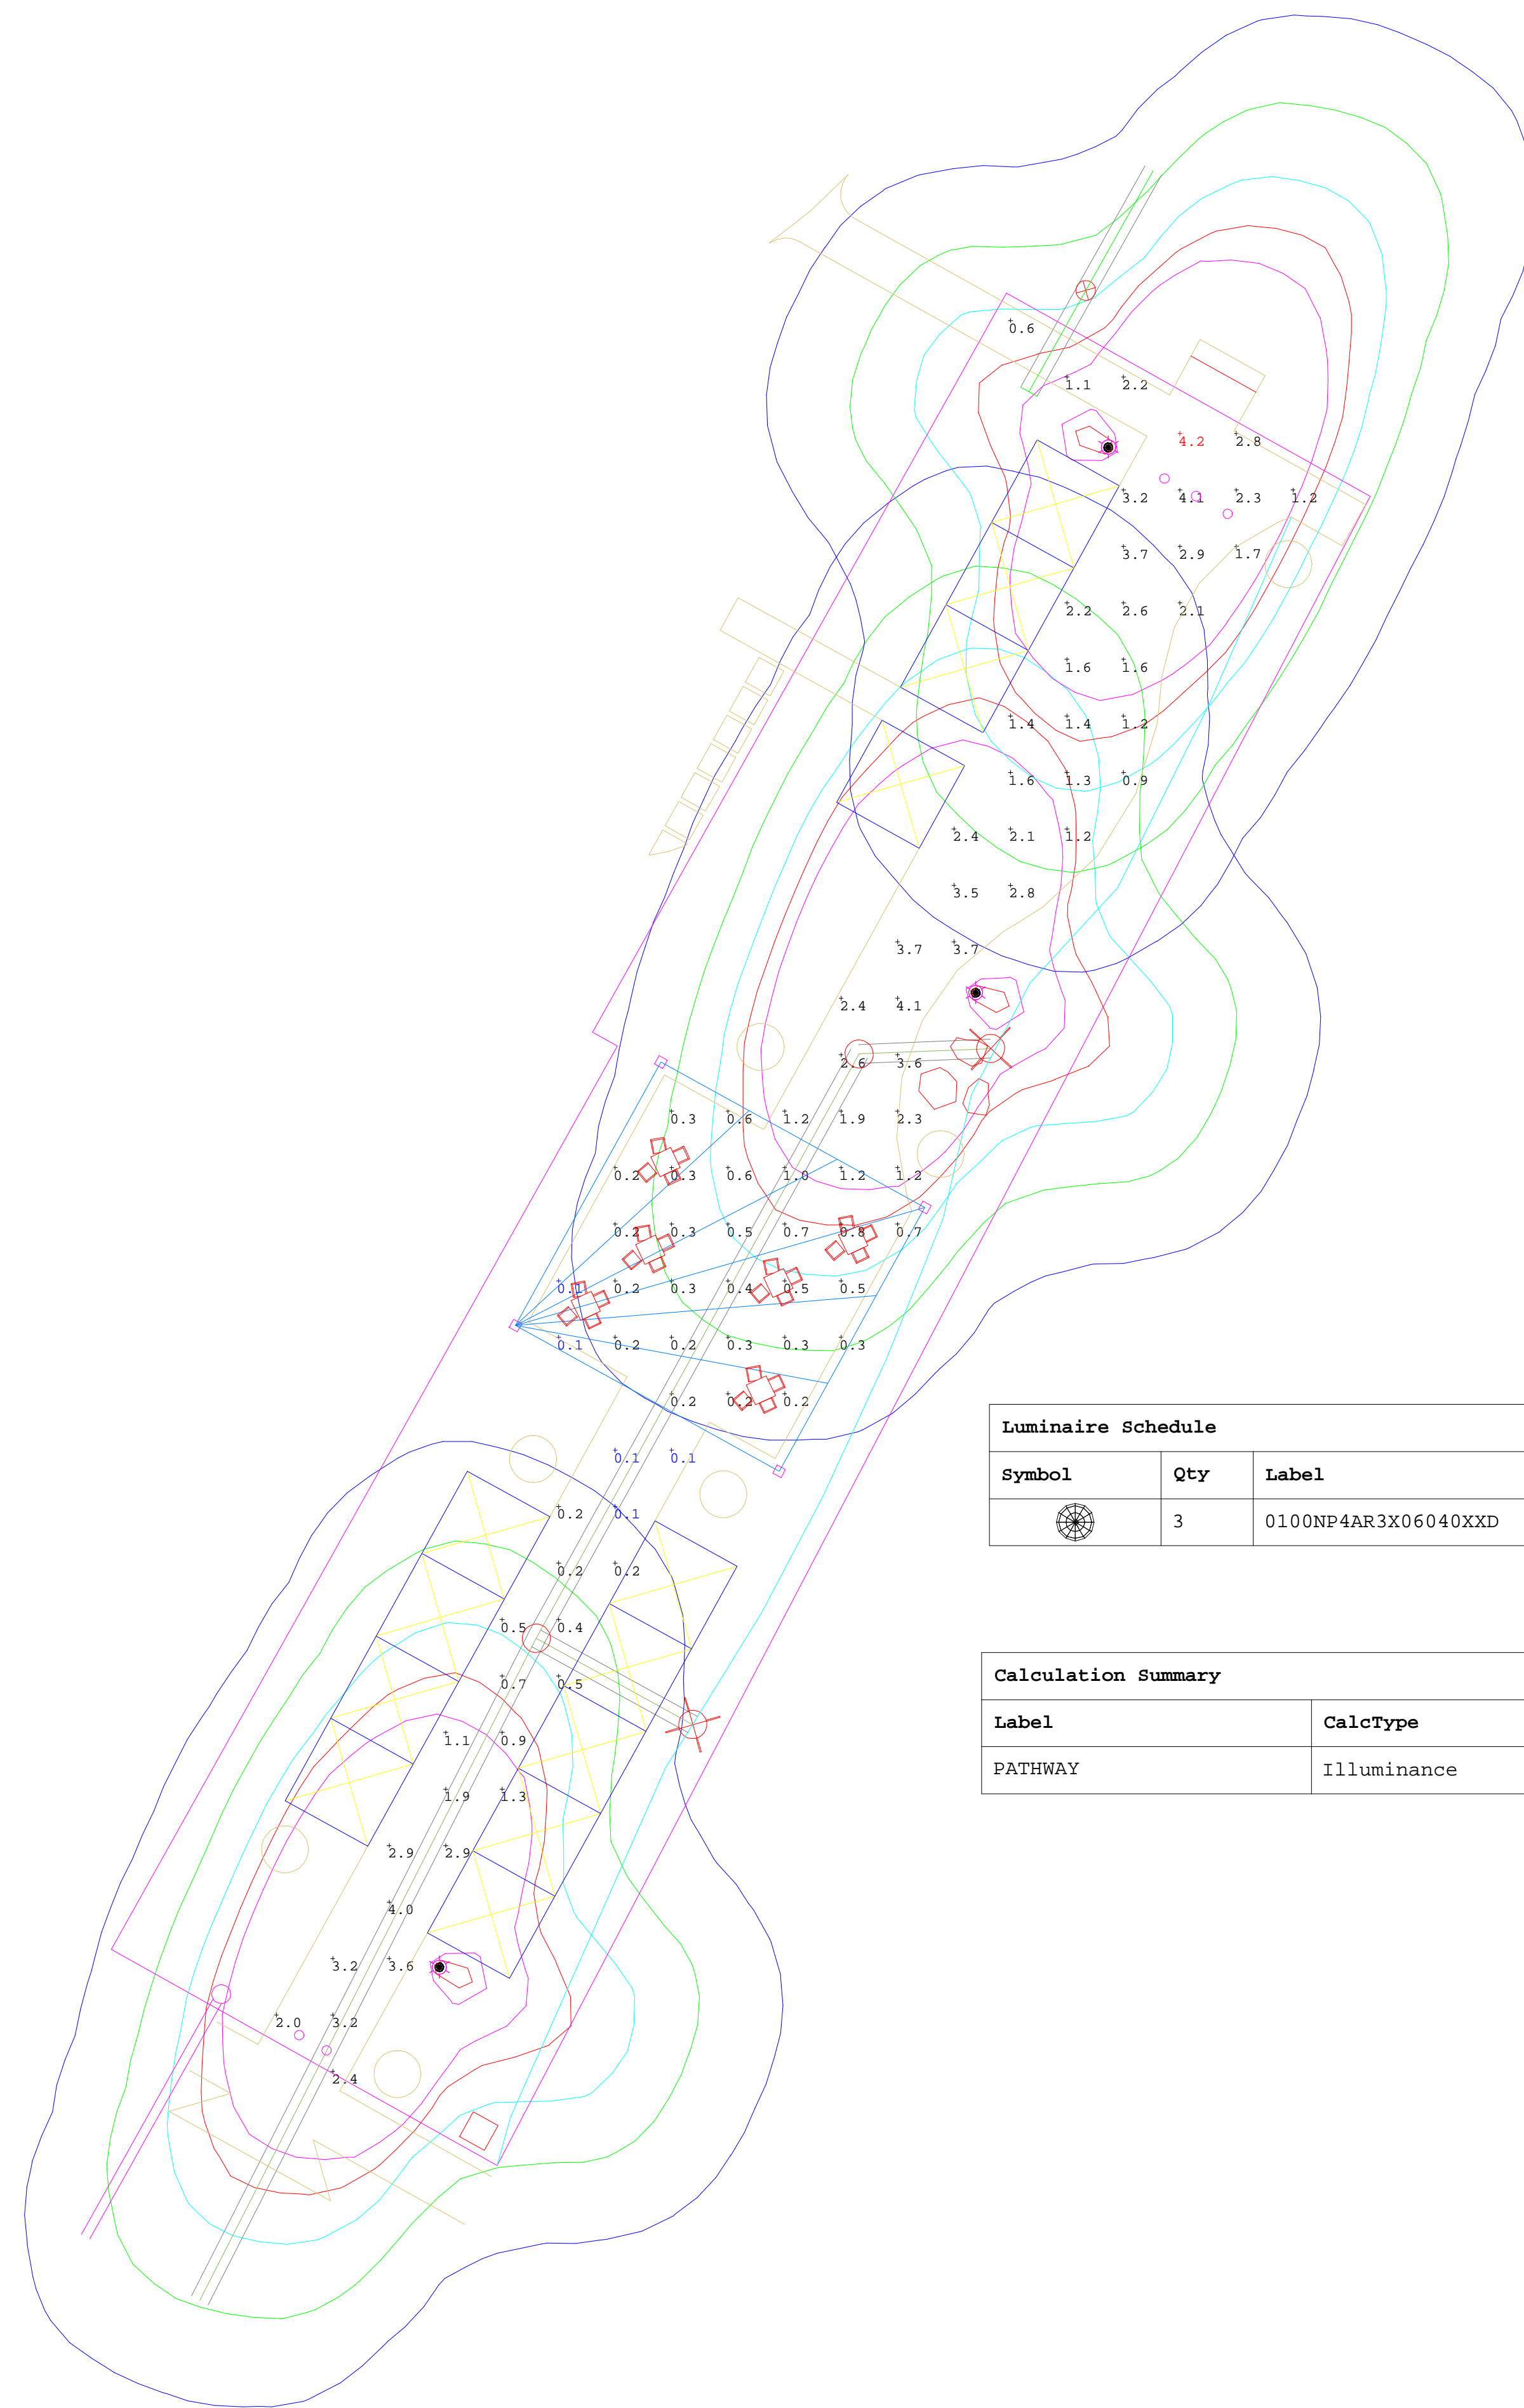 0.6
1.1 2.2
4.2 2.8
3.2 4.1 2.3 1.2
3.7 2.9 1.7
2.2 2.6 2.1
1.6 1.6
1.4 1.4 1.2
1.6 1.3 0.9
2.4 2.1 1.2
3.5 2.8
3.7 3.7
2.4 4.1
2.6 3.6
0.3 0.6 1.2 1.9 2.3
0.2 0.3 0.6 1.0 1.2 1.2
0.2 0.3 0.5 0.7 0.8 0.7
0.1 0.2 0.3 0.4 0.5 0.5
0.1 0.2 0.2 0.3 0.3 0.3
0.2 0.2 0.2
0.1 0.1
0.2 0.1
0.2 0.2
0.5 0.4
0.7 0.5
1.1 0.9
1.9 1.3
2.9 2.9
4.0
3.2 3.6
2.0 3.2
2.4
Luminaire Schedule
Symbol Qty Label
3 0100NP4AR3X06040XXD
Calculation Summary
Label CalcType
PATHWAY Illuminance